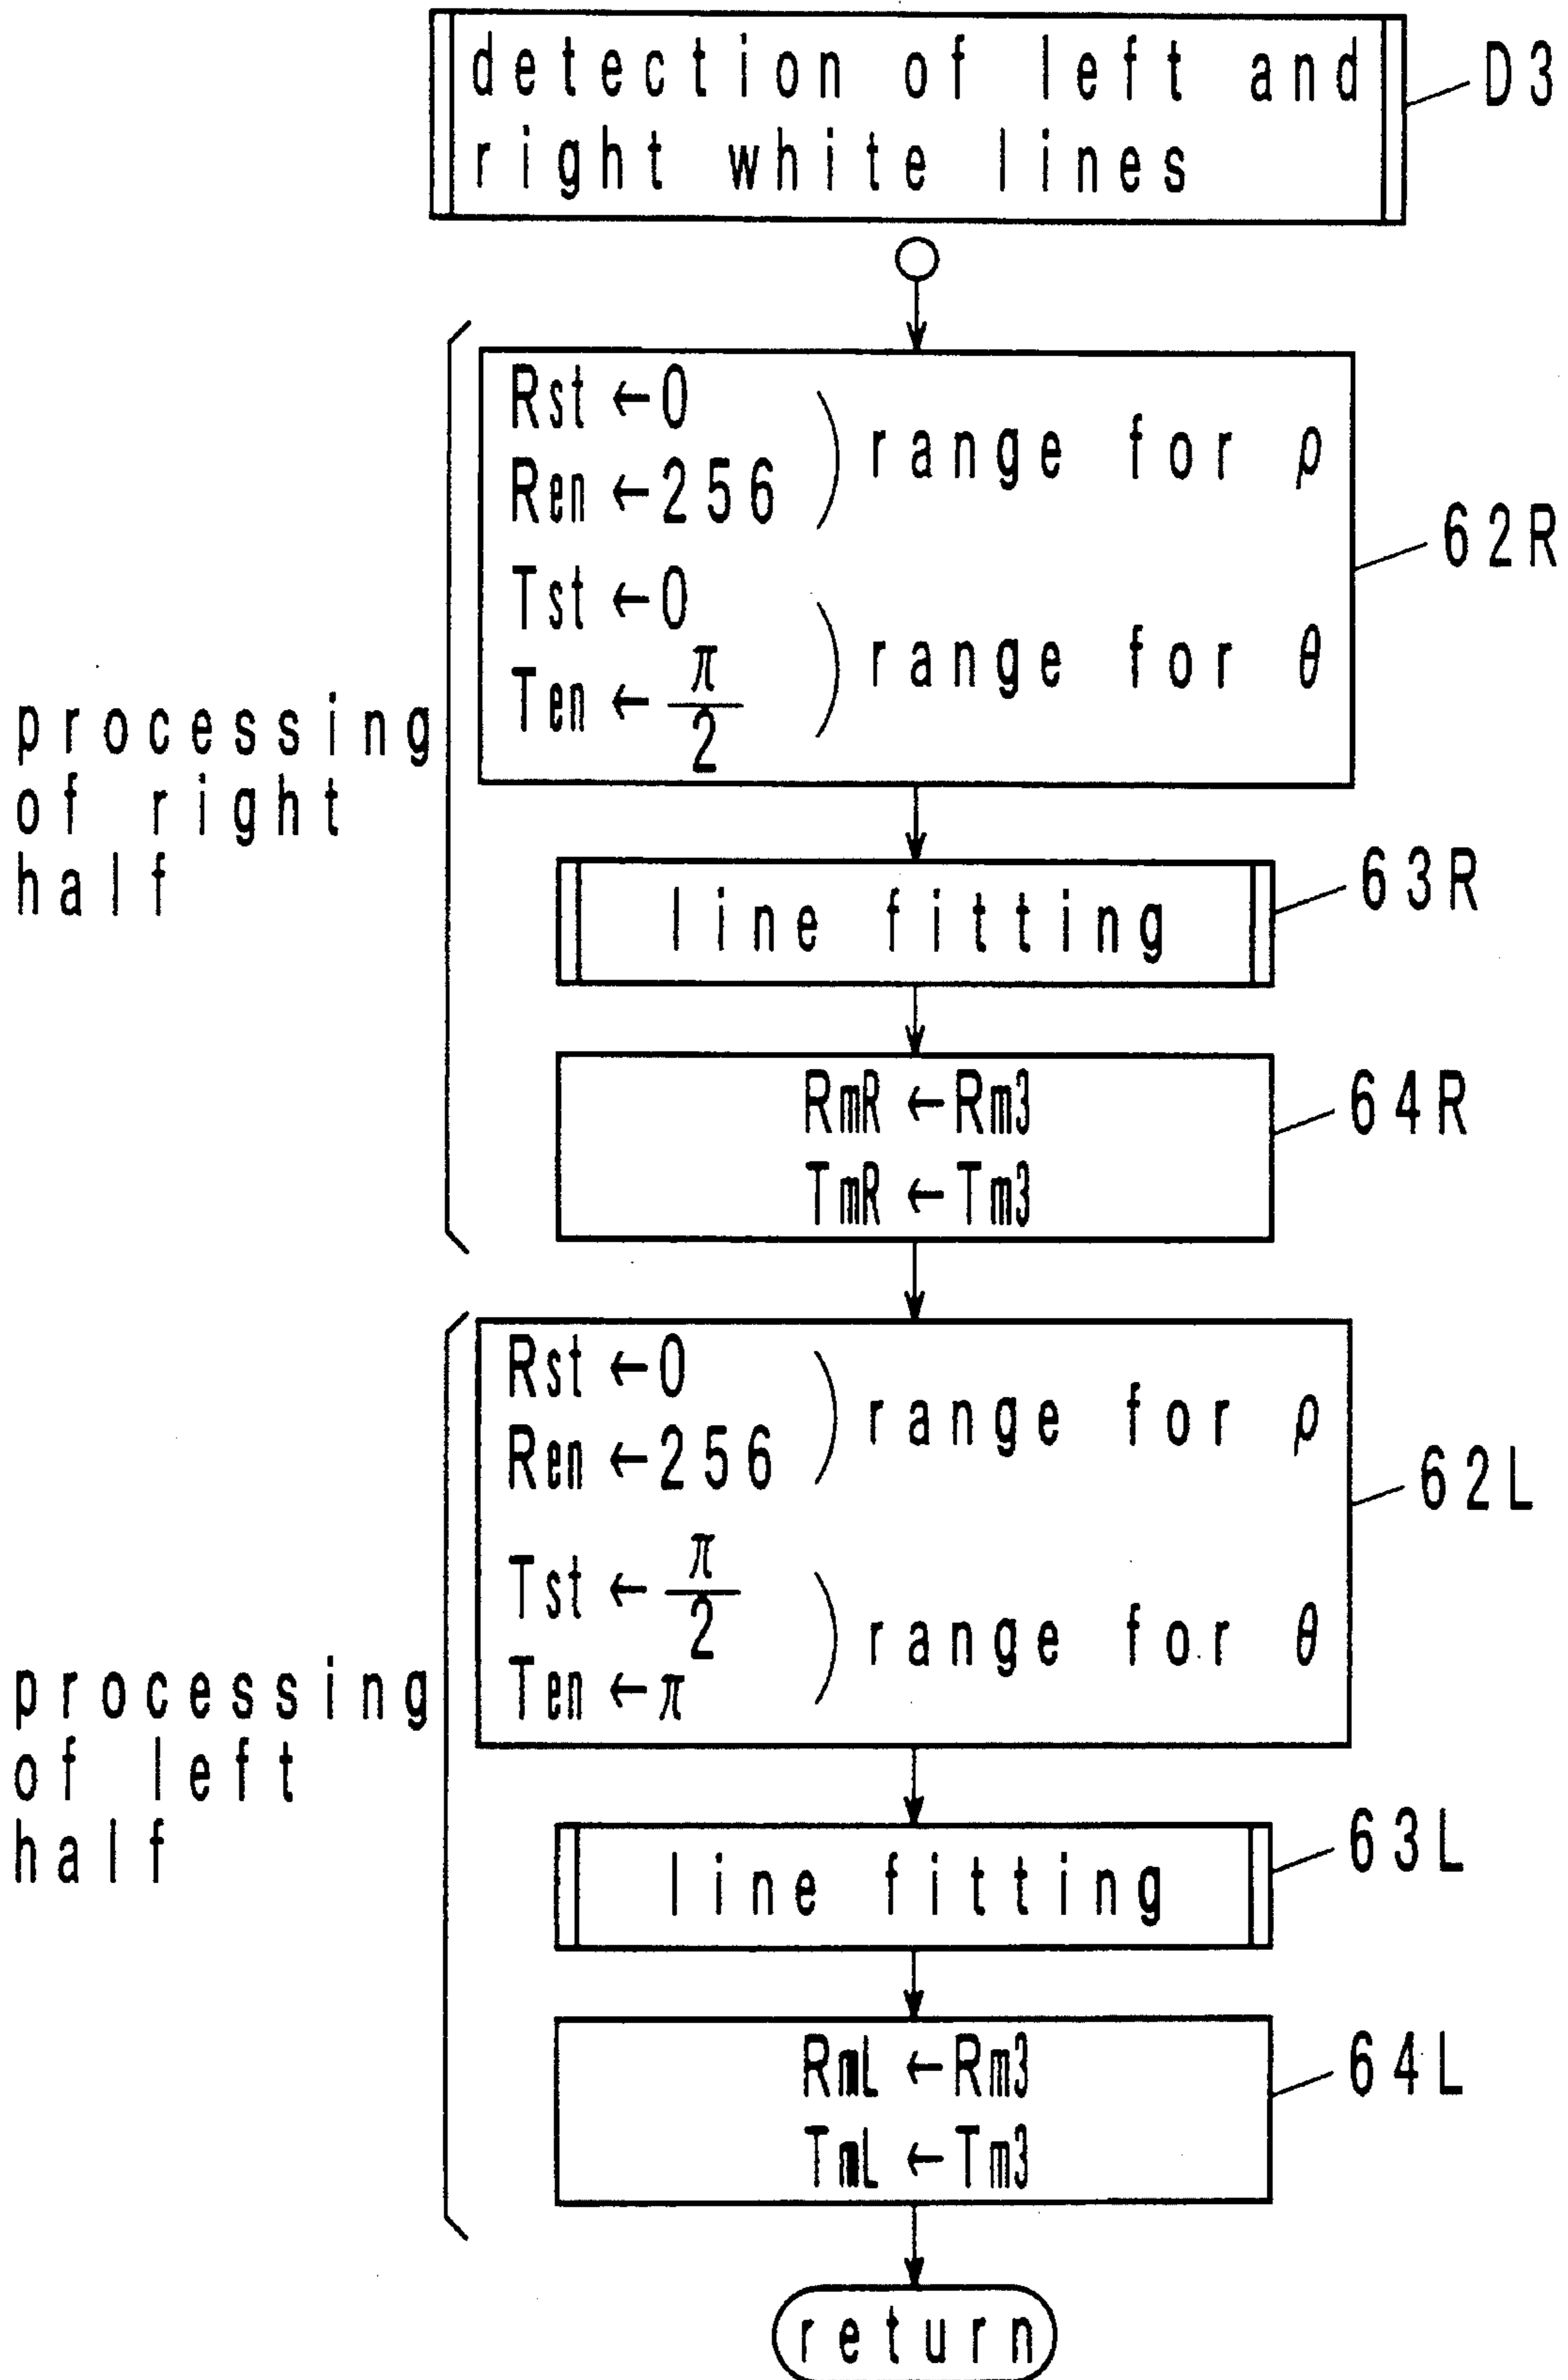 detection of left and
right white lines
D3
Rst ←0
Ren ←256
range for ρ
62R
Tst ←0
Ten ← π/2
range for θ
processing
of right
half
line fitting
63R
RmR ←Rm3
TmR ←Tm3
64R
Rst ←0
Ren ←256
range for ρ
62L
Tst ← π/2
Ten ←π
range for θ
processing
of left
half
line fitting
63L
RmL ←Rm3
TmL ←Tm3
64L
return